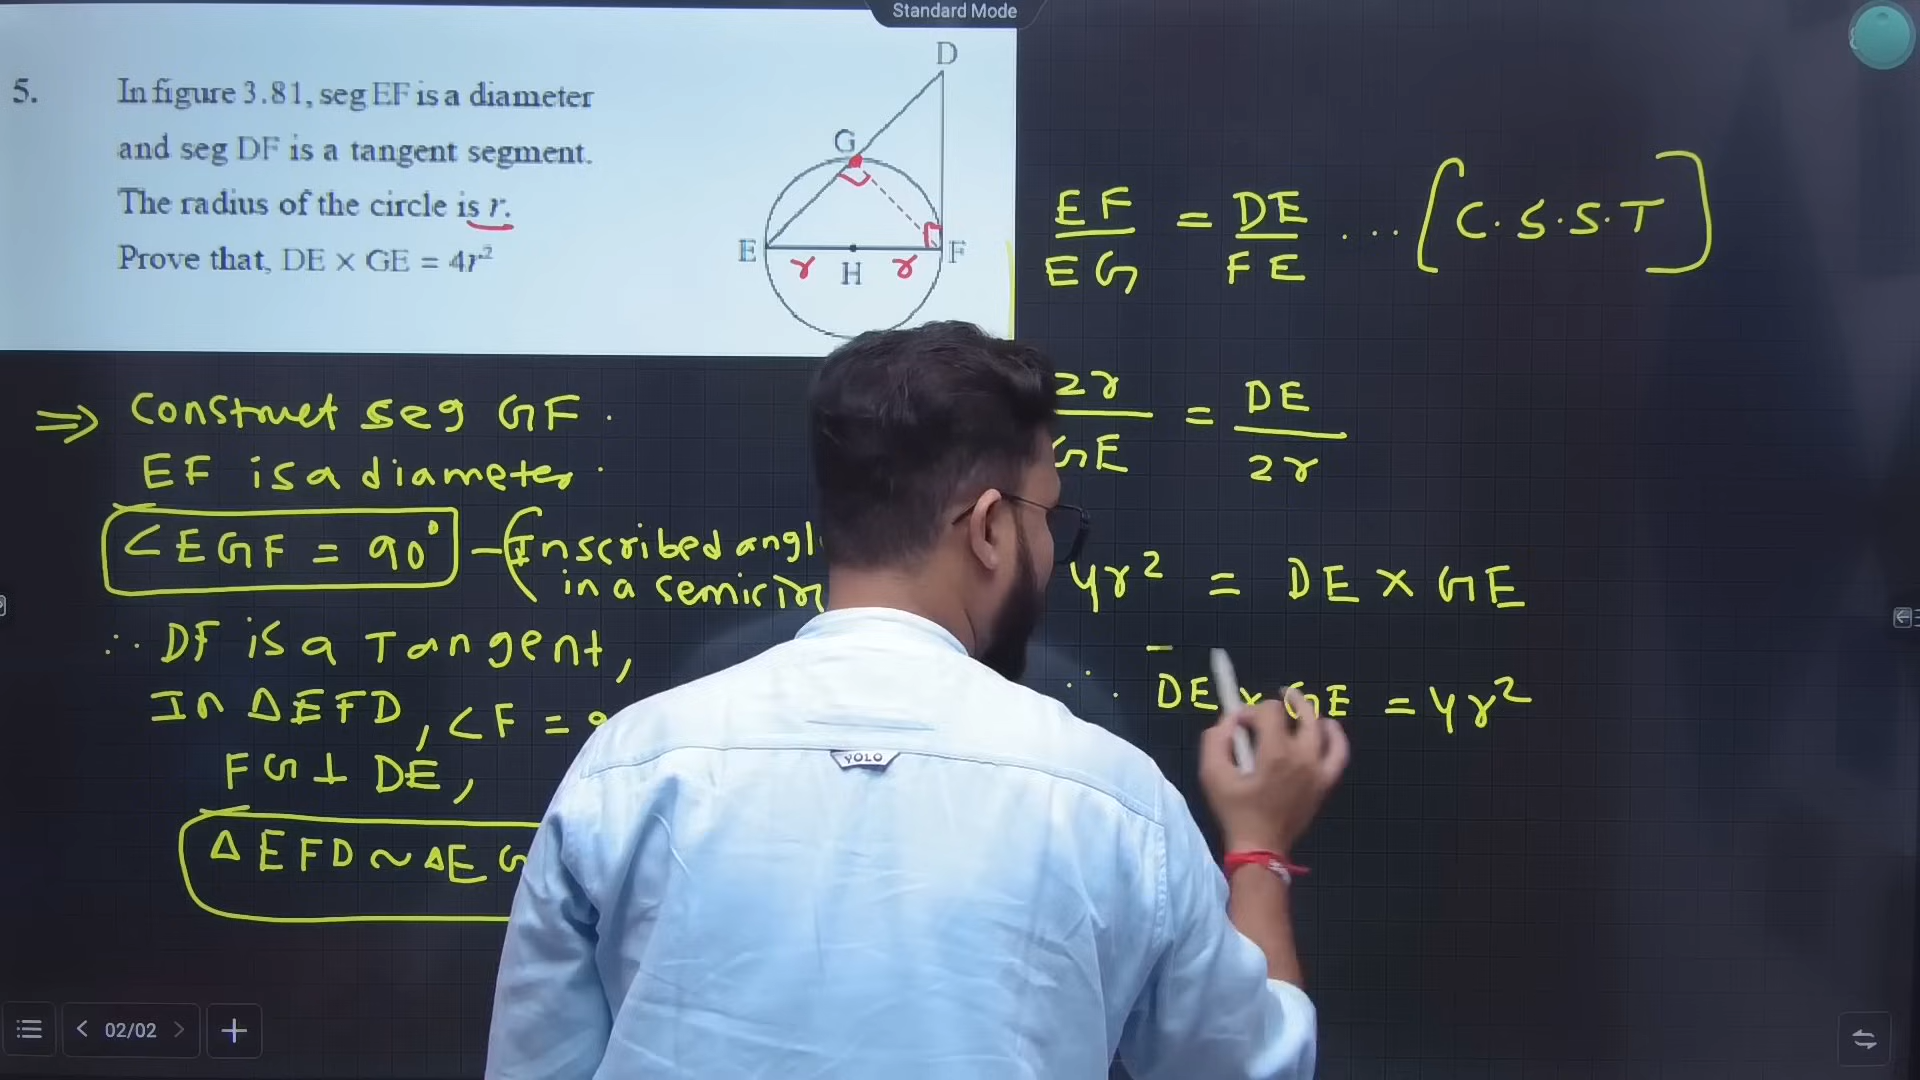 Standard Mode
5.
In figure 3.81, seg EF is a diameter
and seg DF is a tangent segment.
The radius of the circle is r.
Prove that, DE × GE = 4r²
D
G
E
F
r
H
r
⇒ Construct seg GF.
EF is a diameter.
∠EGF = 90° – (Inscribed
in a
∴ DF is a Tangent,
In ΔEFD, ∠F =
FG ⊥ DE,
ΔEFD ~ ΔEG
EF/EG = DE/FE ... [C.S.S.T]
2r/GE = DE/2r
4r² = DE × GE
∴ DE × GE = 4r²
YOLO
02/02